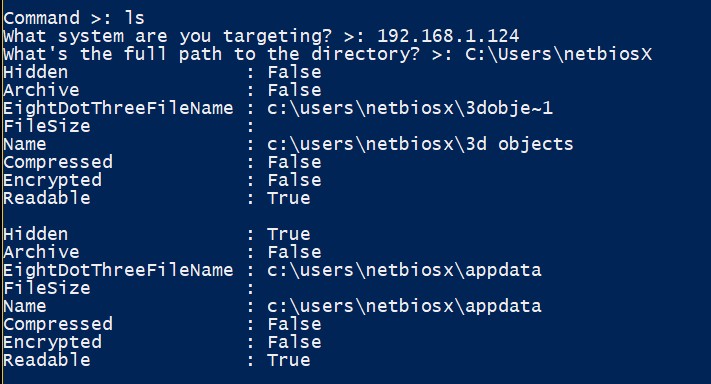 Command >: ls
What system are you targeting? >: 192.168.1.124
What's the full path to the directory? >: C:\Users\netbiosX
Hidden                : False
Archive               : False
EightDotThreeFileName : c:\users\netbiosx\3dobje~1
FileSize              :
Name                  : c:\users\netbiosx\3d objects
Compressed            : False
Encrypted             : False
Readable              : True

Hidden                : True
Archive               : False
EightDotThreeFileName : c:\users\netbiosx\appdata
FileSize              :
Name                  : c:\users\netbiosx\appdata
Compressed            : False
Encrypted             : False
Readable              : True